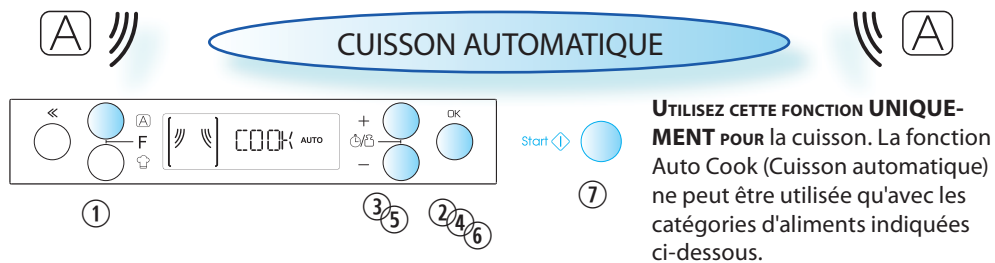 A
CUISSON AUTOMATIQUE
A
«
A
F
+
−
OK
COOK AUTO
Start
①
③
⑤
②
④
⑥
⑦
UTILISEZ CETTE FONCTION UNIQUE-
MENT POUR la cuisson. La fonction
Auto Cook (Cuisson automatique)
ne peut être utilisée qu'avec les
catégories d'aliments indiquées
ci-dessous.